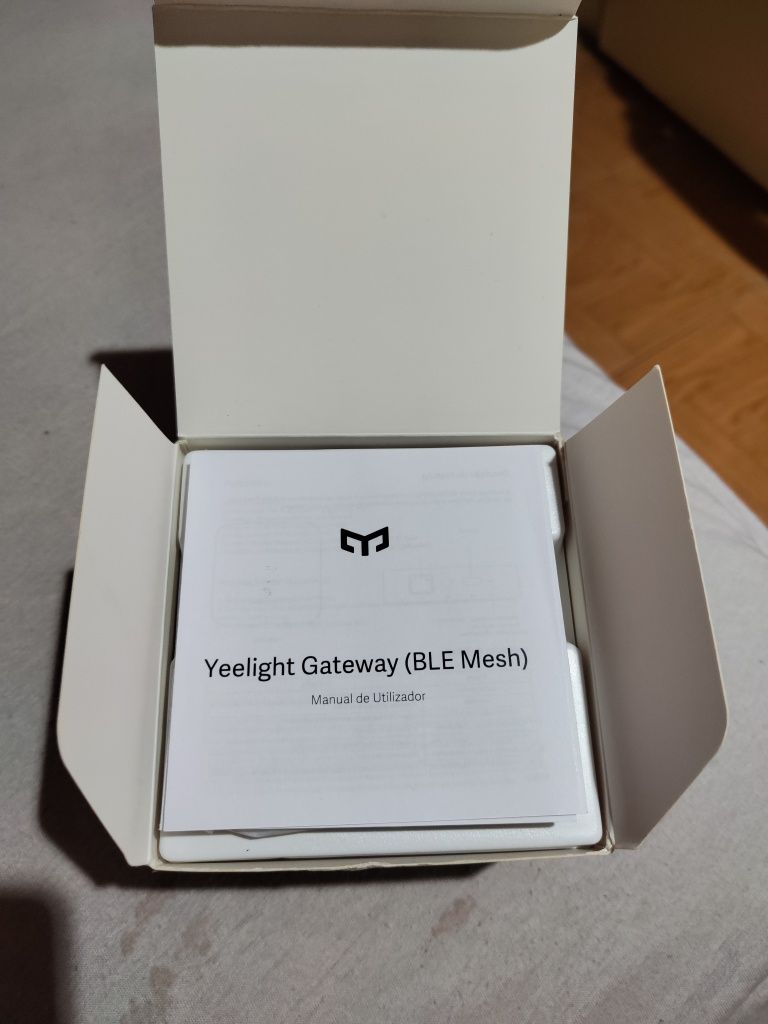 Yeelight Gateway (BLE Mesh)
Manual de Utilizador